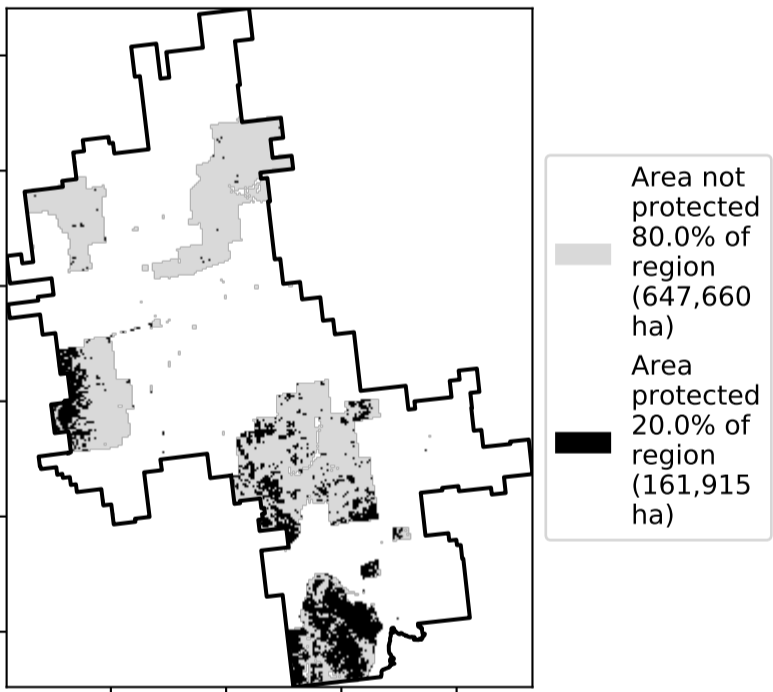 Area not
protected
80.0% of
region
(647,660
ha)
Area
protected
20.0% of
region
(161,915
ha)